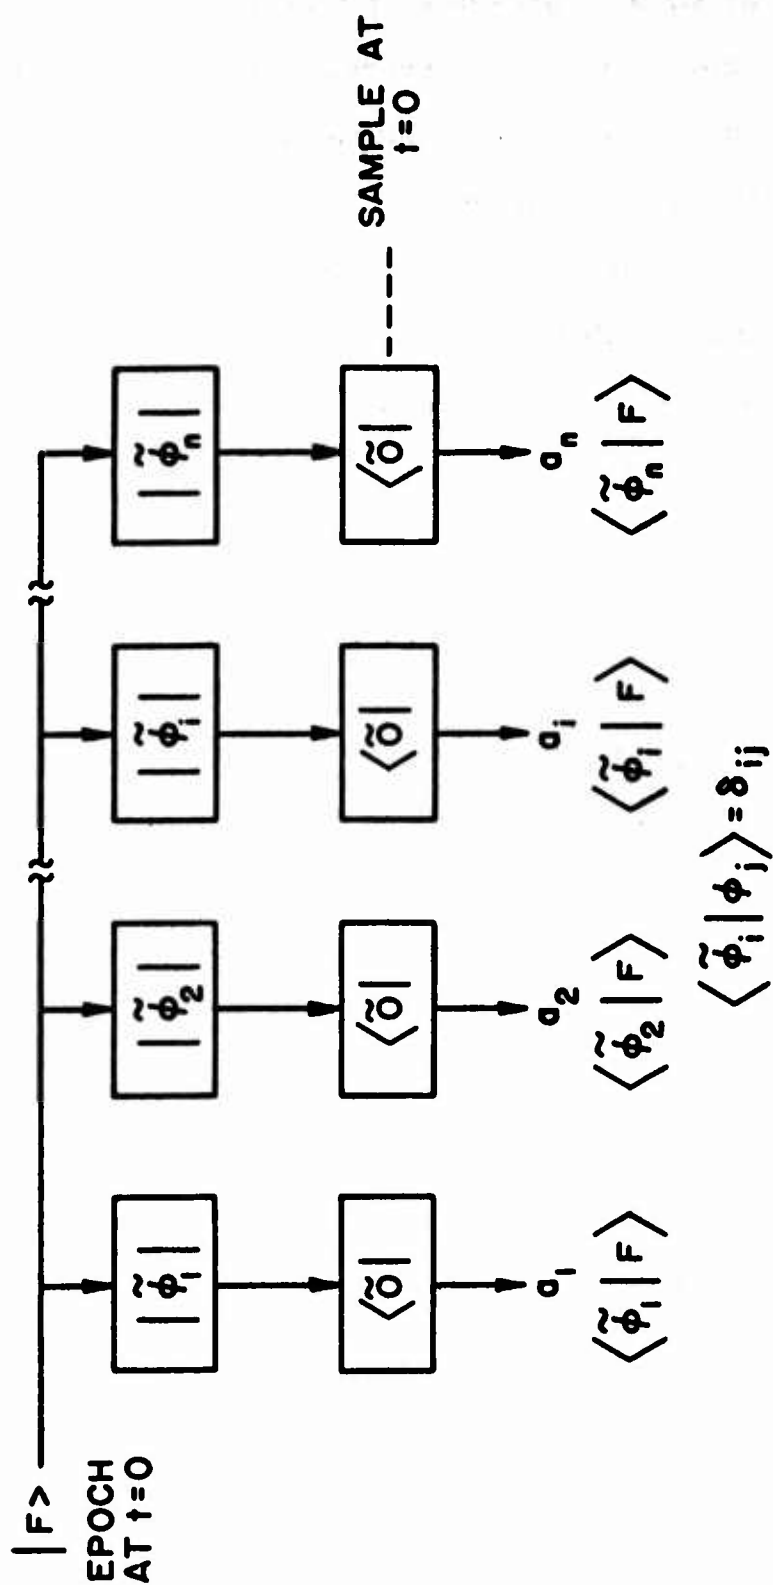 |F>
EPOCH
AT t=0
|φ̃₁| |φ̃₂| |φ̃ᵢ| |φ̃ₙ|
⟨õ| ⟨õ| ⟨õ| ⟨õ| ---- SAMPLE AT
t=0
a₁ a₂ aᵢ aₙ
⟨φ̃₁|F⟩ ⟨φ̃₂|F⟩ ⟨φ̃ᵢ|F⟩ ⟨φ̃ₙ|F⟩
⟨φ̃ᵢ|φⱼ⟩=δᵢⱼ